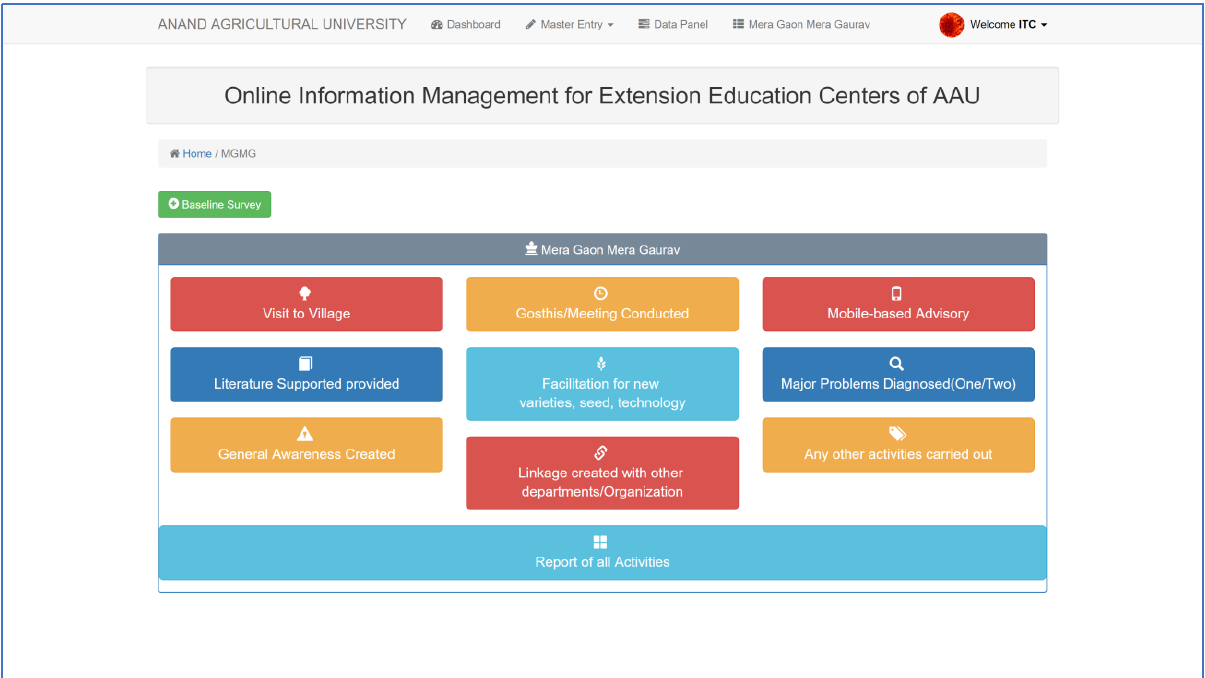 ANAND AGRICULTURAL UNIVERSITY Dashboard Master Entry Data Panel Mera Gaon Mera Gaurav Welcome ITC
Online Information Management for Extension Education Centers of AAU
Home / MGMG
Baseline Survey
Mera Gaon Mera Gaurav
Visit to Village
Gosthis/Meeting Conducted
Mobile-based Advisory
Literature Supported provided
Facilitation for new
varieties, seed, technology
Major Problems Diagnosed(One/Two)
General Awareness Created
Linkage created with other
departments/Organization
Any other activities carried out
Report of all Activities